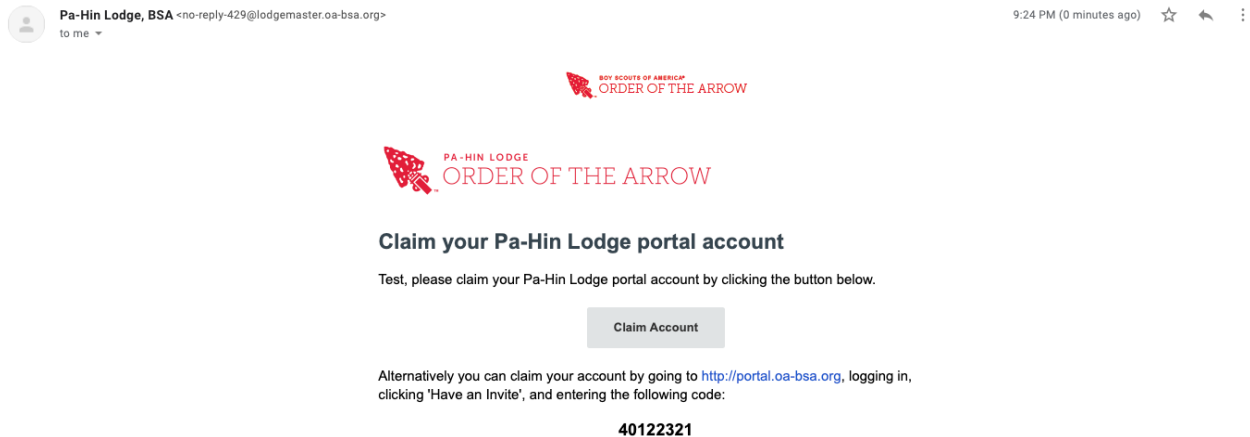 Pa-Hin Lodge, BSA <no-reply-429@lodgemaster.oa-bsa.org>
9:24 PM (0 minutes ago)
to me
BOY SCOUTS OF AMERICA®
ORDER OF THE ARROW™
PA-HIN LODGE
ORDER OF THE ARROW
Claim your Pa-Hin Lodge portal account
Test, please claim your Pa-Hin Lodge portal account by clicking the button below.
Claim Account
Alternatively you can claim your account by going to http://portal.oa-bsa.org, logging in,
clicking 'Have an Invite', and entering the following code:
40122321